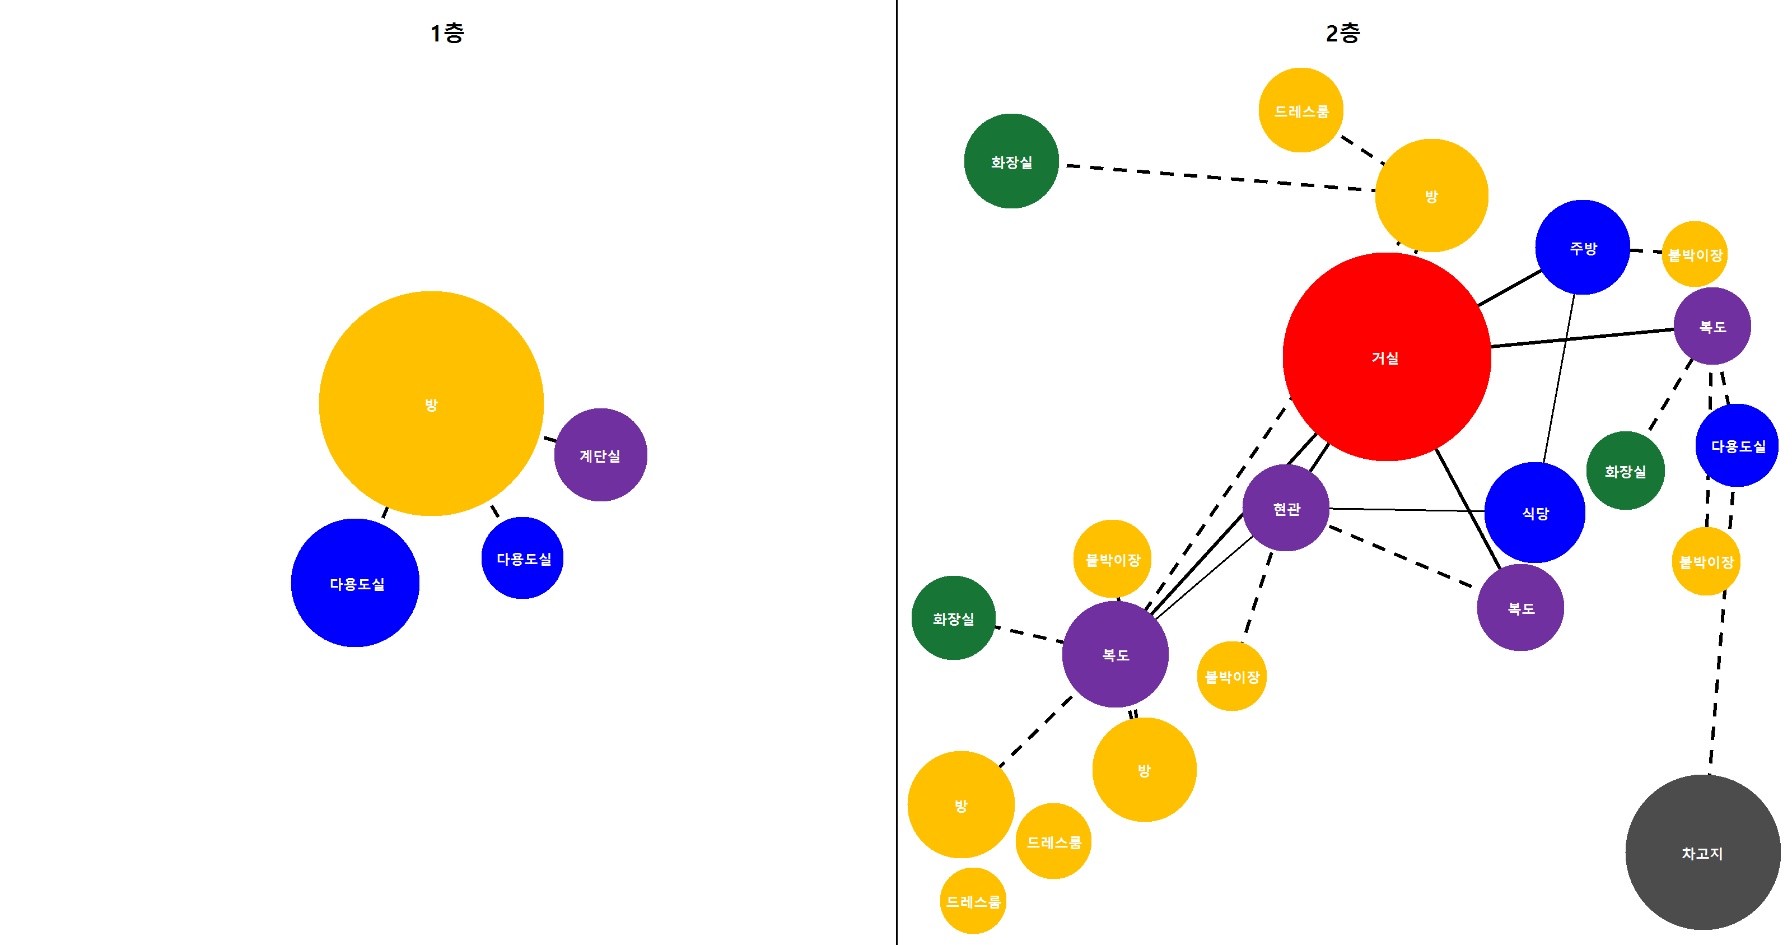 1층
방
계단실
다용도실
다용도실
2층
드레스룸
화장실
방
주방
붙박이장
복도
거실
다용도실
화장실
현관
식당
붙박이장
붙박이장
복도
화장실
복도
붙박이장
방
방
드레스룸
차고지
드레스룸